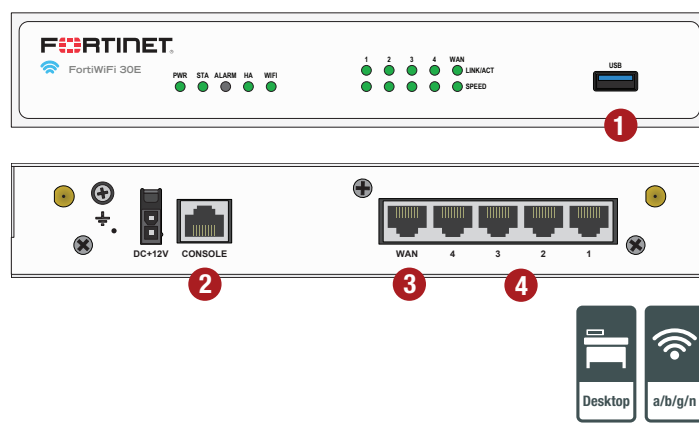 FORTINET.
FortiWiFi 30E
PWR STA ALARM HA WIFI
1 2 3 4 WAN
LINK/ACT
SPEED
USB
1
DC+12V CONSOLE
WAN 4 3 2 1
2 3 4
Desktop
a/b/g/n